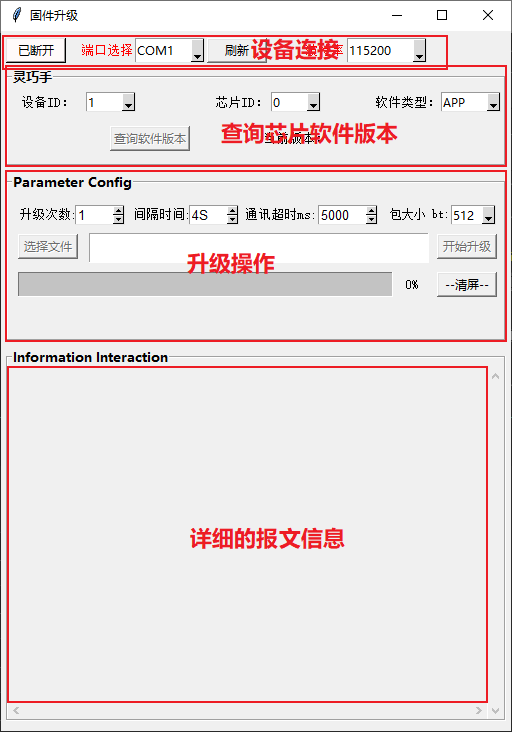 固件升级
已断开 端口选择 COM1 刷新 设备连接 率 115200
灵巧手
设备ID： 1 芯片ID： 0 软件类型： APP
查询软件版本 查询芯片软件版本
Parameter Config
升级次数: 1 间隔时间: 4S 通讯超时ms: 5000 包大小 bt: 512
选择文件 开始升级
升级操作
0% --清屏--
Information Interaction
详细的报文信息